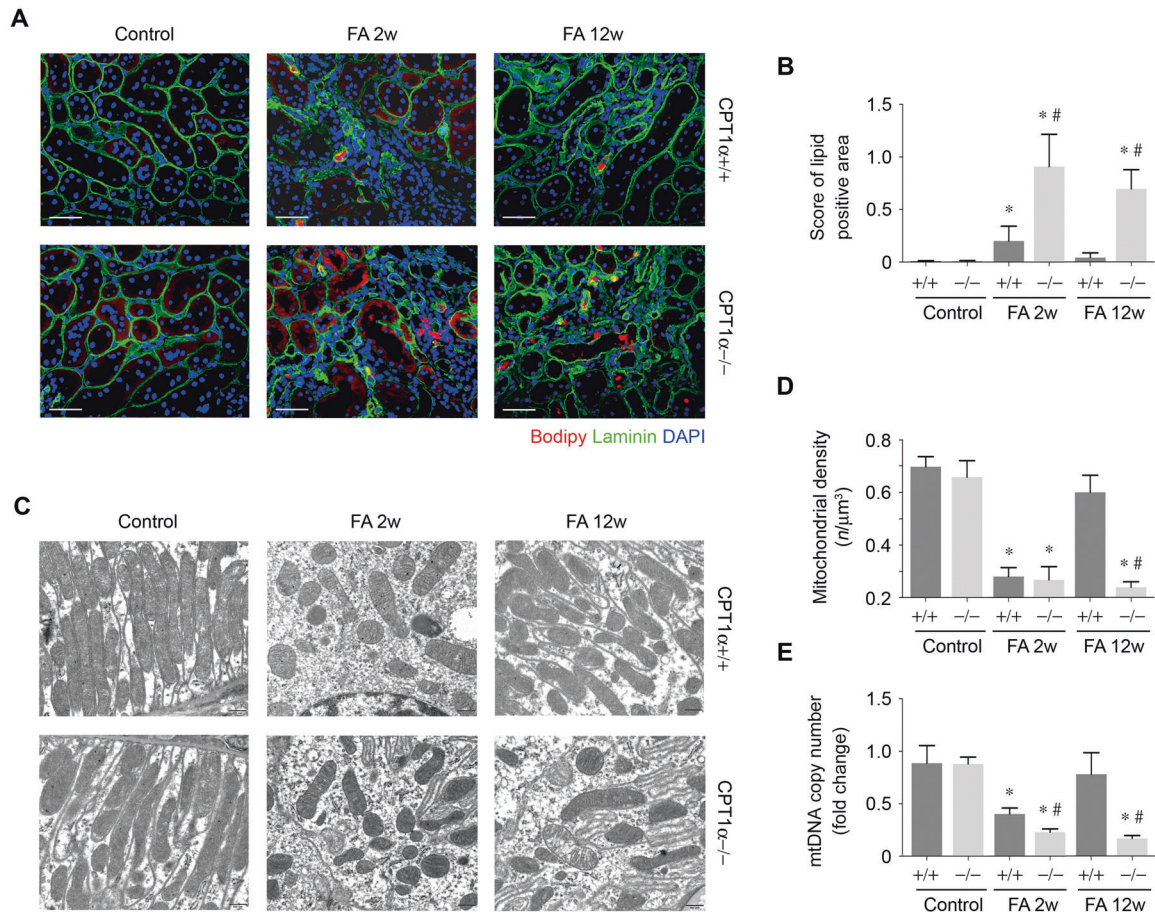 A
Control
FA 2w
FA 12w
CPT1α+/+
CPT1α−/−
Bodipy Laminin DAPI
B
Score of lipid
positive area
1.5
1.0
0.5
0
*
* #
* #
+/+ −/− +/+ −/− +/+ −/−
Control FA 2w FA 12w
C
Control
FA 2w
FA 12w
CPT1α+/+
CPT1α−/−
D
Mitochondrial density
(n/μm³)
0.8
0.6
0.4
0.2
*
*
* #
+/+ −/− +/+ −/− +/+ −/−
Control FA 2w FA 12w
E
mtDNA copy number
(fold change)
1.5
1.0
0.5
0
*
* #
* #
+/+ −/− +/+ −/− +/+ −/−
Control FA 2w FA 12w